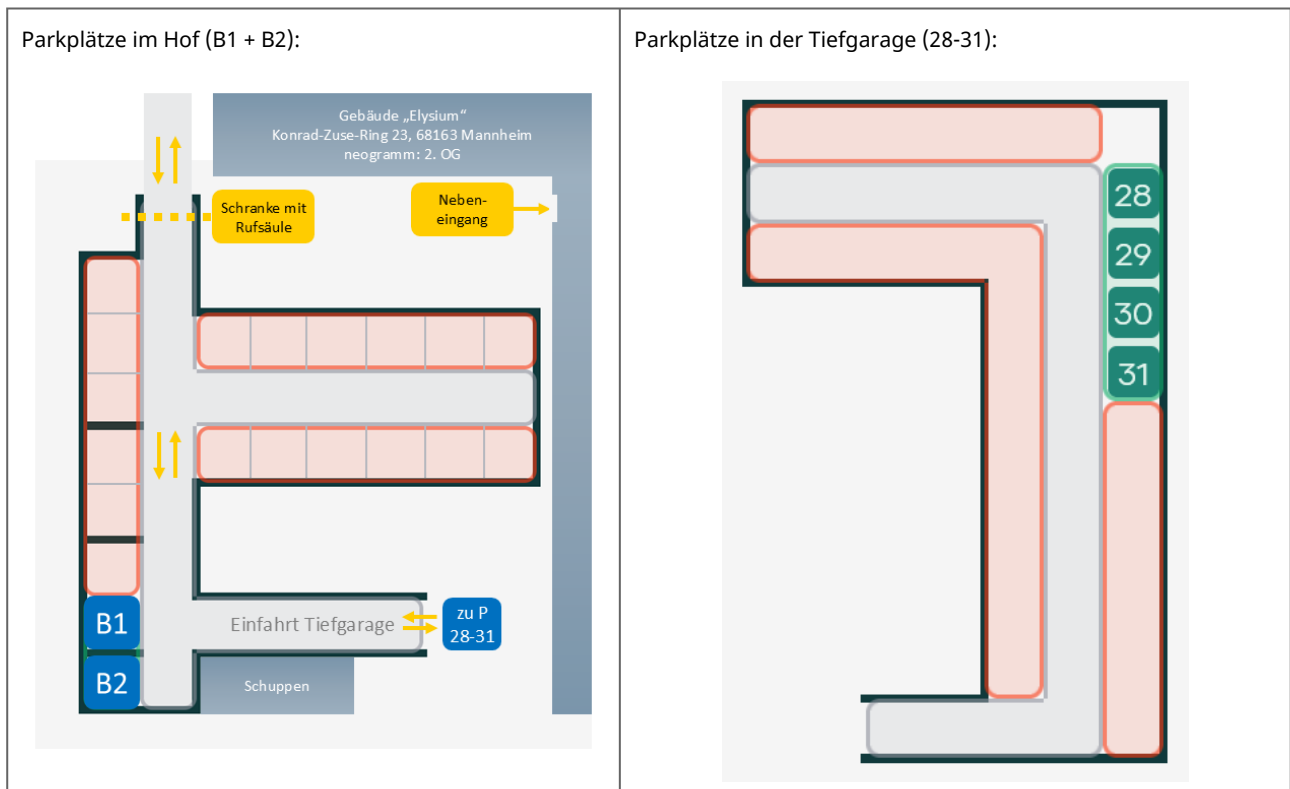 Parkplätze im Hof (B1 + B2):
Gebäude „Elysium“
Konrad-Zuse-Ring 23, 68163 Mannheim
neogramm: 2. OG
Schranke mit
Rufsäule
Neben-
eingang
B1
Einfahrt Tiefgarage
zu P
28-31
B2
Schuppen
Parkplätze in der Tiefgarage (28-31):
28
29
30
31